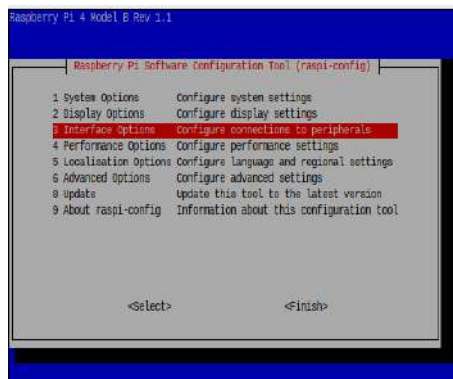 Raspberry Pi 4 Model B Rev 1.1
Raspberry Pi Software Configuration Tool (raspi-config)
1 System Options Configure system settings
2 Display Options Configure display settings
3 Interface Options Configure connections to peripherals
4 Performance Options Configure performance settings
5 Localisation Options Configure language and regional settings
6 Advanced Options Configure advanced settings
8 Update Update this tool to the latest version
9 About raspi-config Information about this configuration tool
<Select> <Finish>